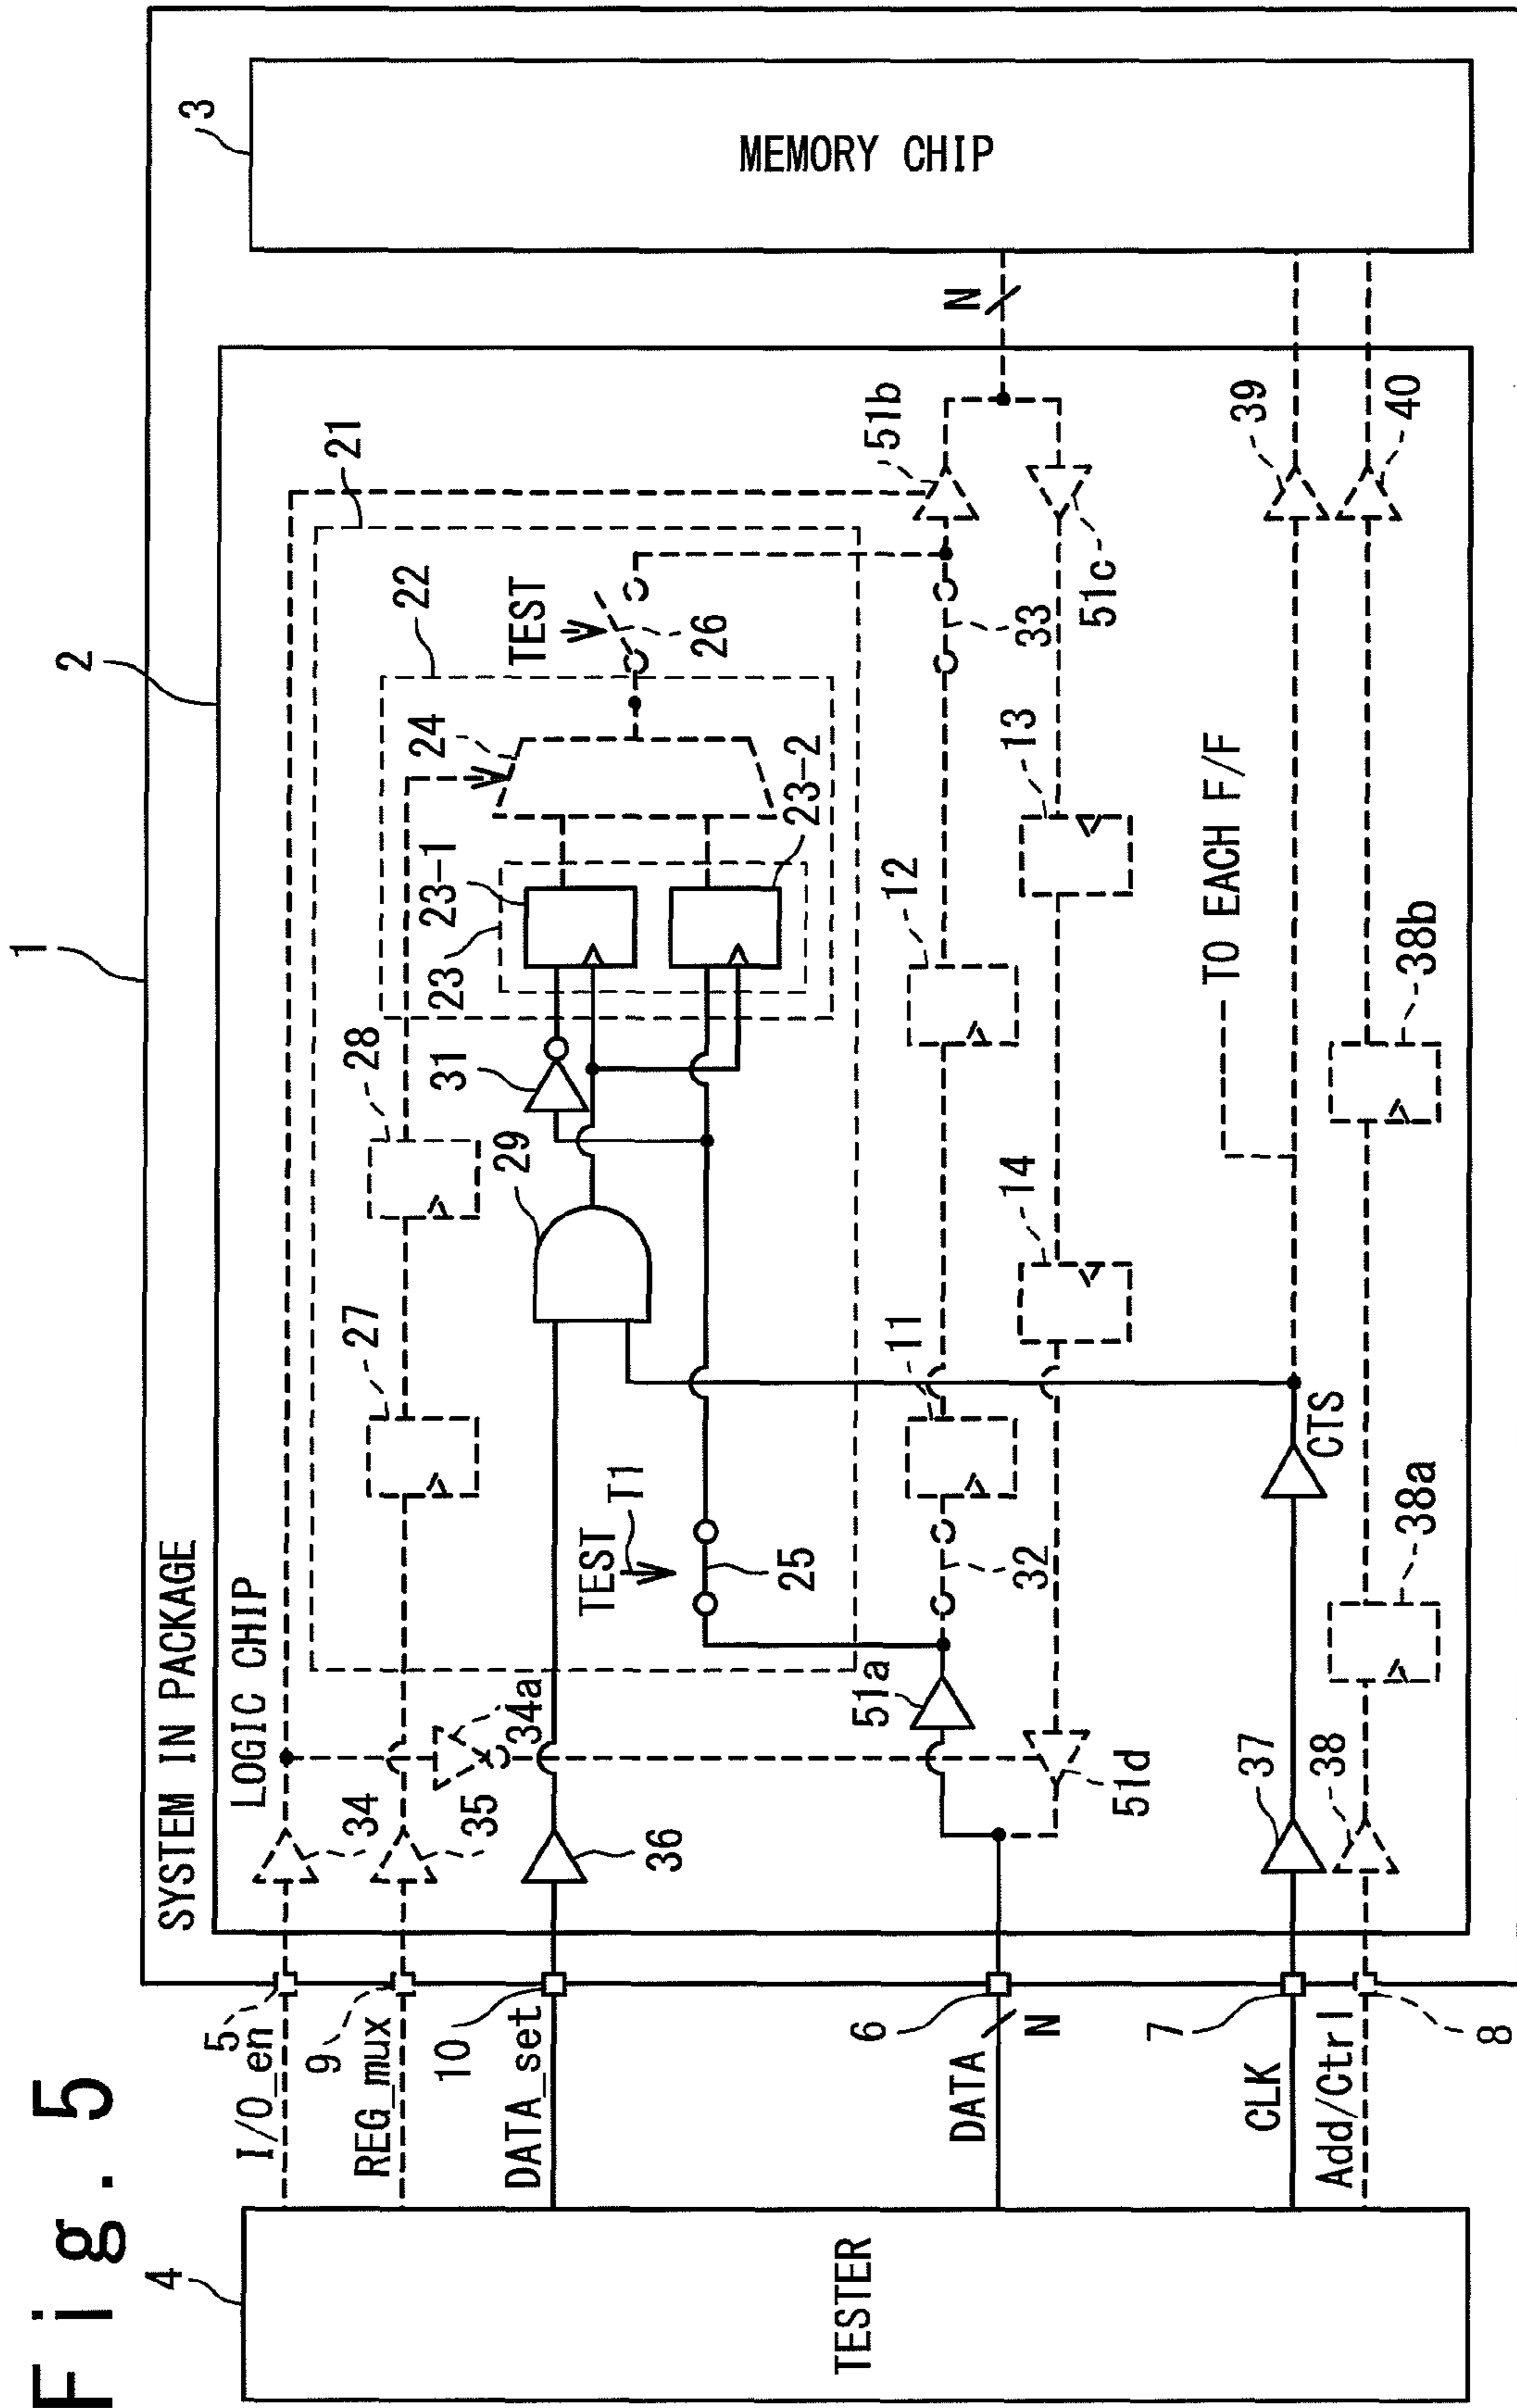 Fig. 5
1
SYSTEM IN PACKAGE
2
LOGIC CHIP
3
MEMORY CHIP
4
TESTER
5
I/O_en
9
REG_mux
10
DATA_set
6
DATA
N
7
CLK
Add/Ctrl
8
34
35
34a
36
37
38
51a
51d
21
22
27
28
29
31
23
23-1
23-2
24
TEST
26
TEST
T1
25
32
11
12
33
51b
N
14
13
51c
CTS
TO EACH F/F
39
38a
38b
40